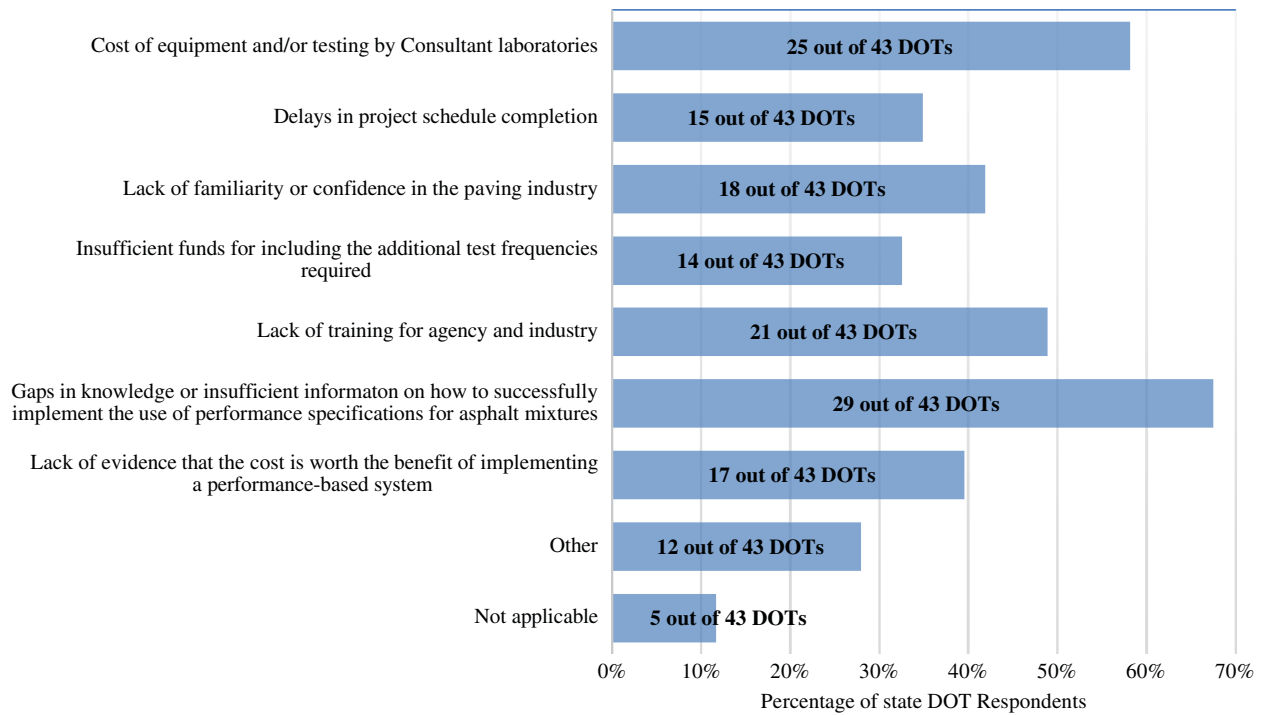 Cost of equipment and/or testing by Consultant laboratories
25 out of 43 DOTs
Delays in project schedule completion
15 out of 43 DOTs
Lack of familiarity or confidence in the paving industry
18 out of 43 DOTs
Insufficient funds for including the additional test frequencies
required
14 out of 43 DOTs
Lack of training for agency and industry
21 out of 43 DOTs
Gaps in knowledge or insufficient informaton on how to successfully
implement the use of performance specifications for asphalt mixtures
29 out of 43 DOTs
Lack of evidence that the cost is worth the benefit of implementing
a performance-based system
17 out of 43 DOTs
Other
12 out of 43 DOTs
Not applicable
5 out of 43 DOTs
0% 10% 20% 30% 40% 50% 60% 70%
Percentage of state DOT Respondents